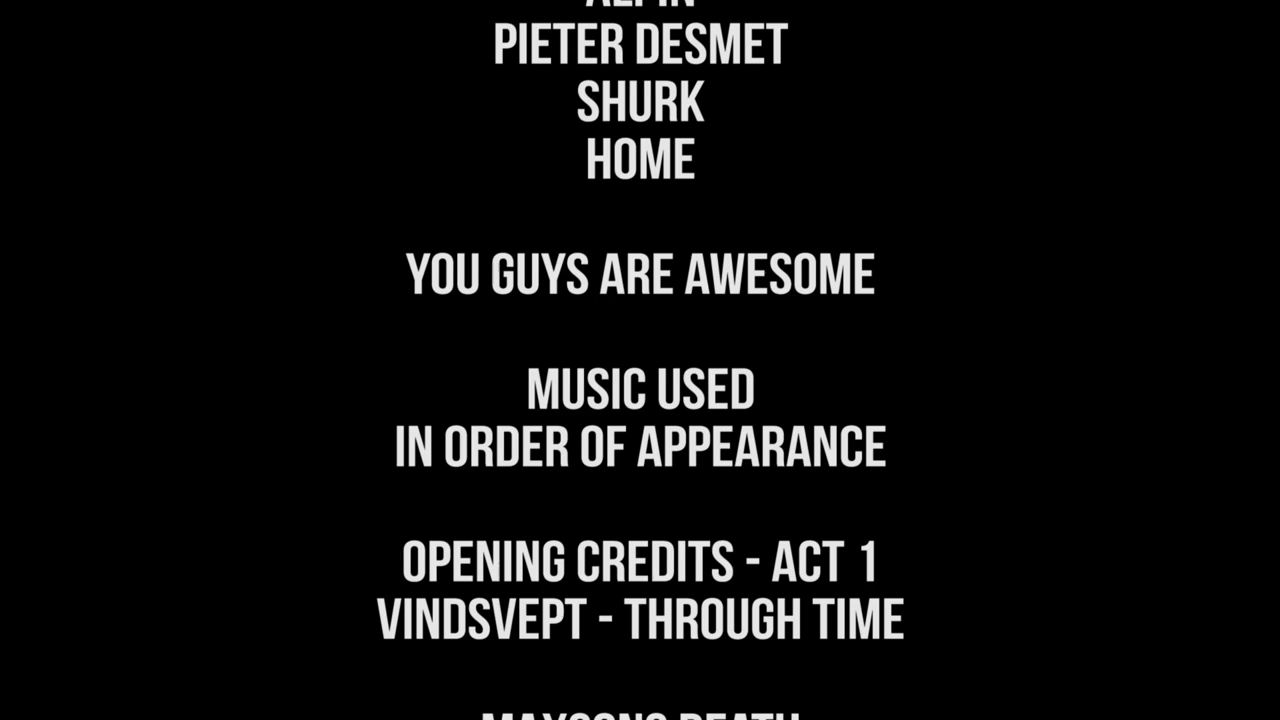 PIETER DESMET
SHURK
HOME
YOU GUYS ARE AWESOME
MUSIC USED
IN ORDER OF APPEARANCE
OPENING CREDITS - ACT 1
VINDSVEPT - THROUGH TIME